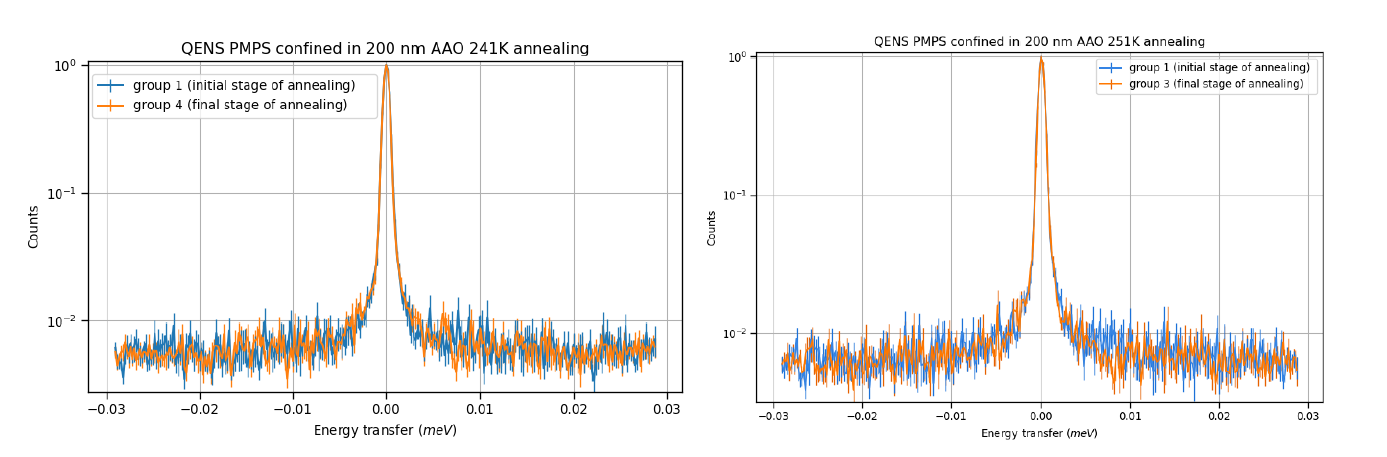 QENS PMPS confined in 200 nm AAO 241K annealing
10⁰
group 1 (initial stage of annealing)
group 4 (final stage of annealing)
10⁻¹
Counts
10⁻²
−0.03 −0.02 −0.01 0.00 0.01 0.02 0.03
Energy transfer (meV)
QENS PMPS confined in 200 nm AAO 251K annealing
10⁰
group 1 (initial stage of annealing)
group 3 (final stage of annealing)
10⁻¹
Counts
10⁻²
−0.03 −0.02 −0.01 0.00 0.01 0.02 0.03
Energy transfer (meV)